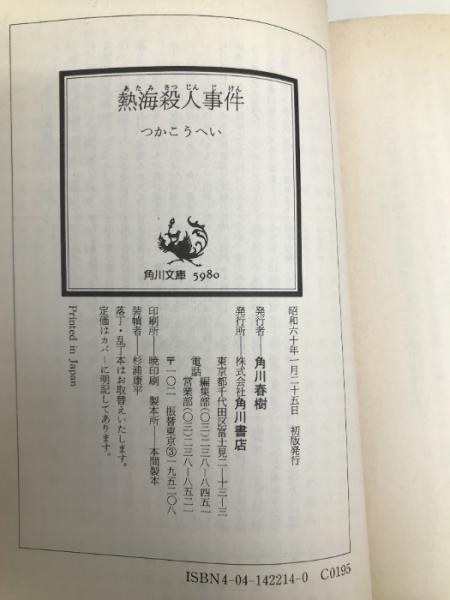 あたみさつじんじけん
熱海殺人事件
つかこうへい
角川文庫 5980
昭和六十年一月二十五日 初版発行
発行者――角川春樹
発行所――株式会社角川書店
東京都千代田区富士見二―十三―三
電話 編集部(〇三)二三八―八四五一
営業部(〇三)二三八―八五二一
〒一〇二 振替東京③一九五二〇八
印刷所――暁印刷 製本所――本間製本
装幀者――杉浦康平
落丁・乱丁本はお取替えいたします。
定価はカバーに明記してあります。
Printed in Japan
ISBN4-04-142214-0 C0195